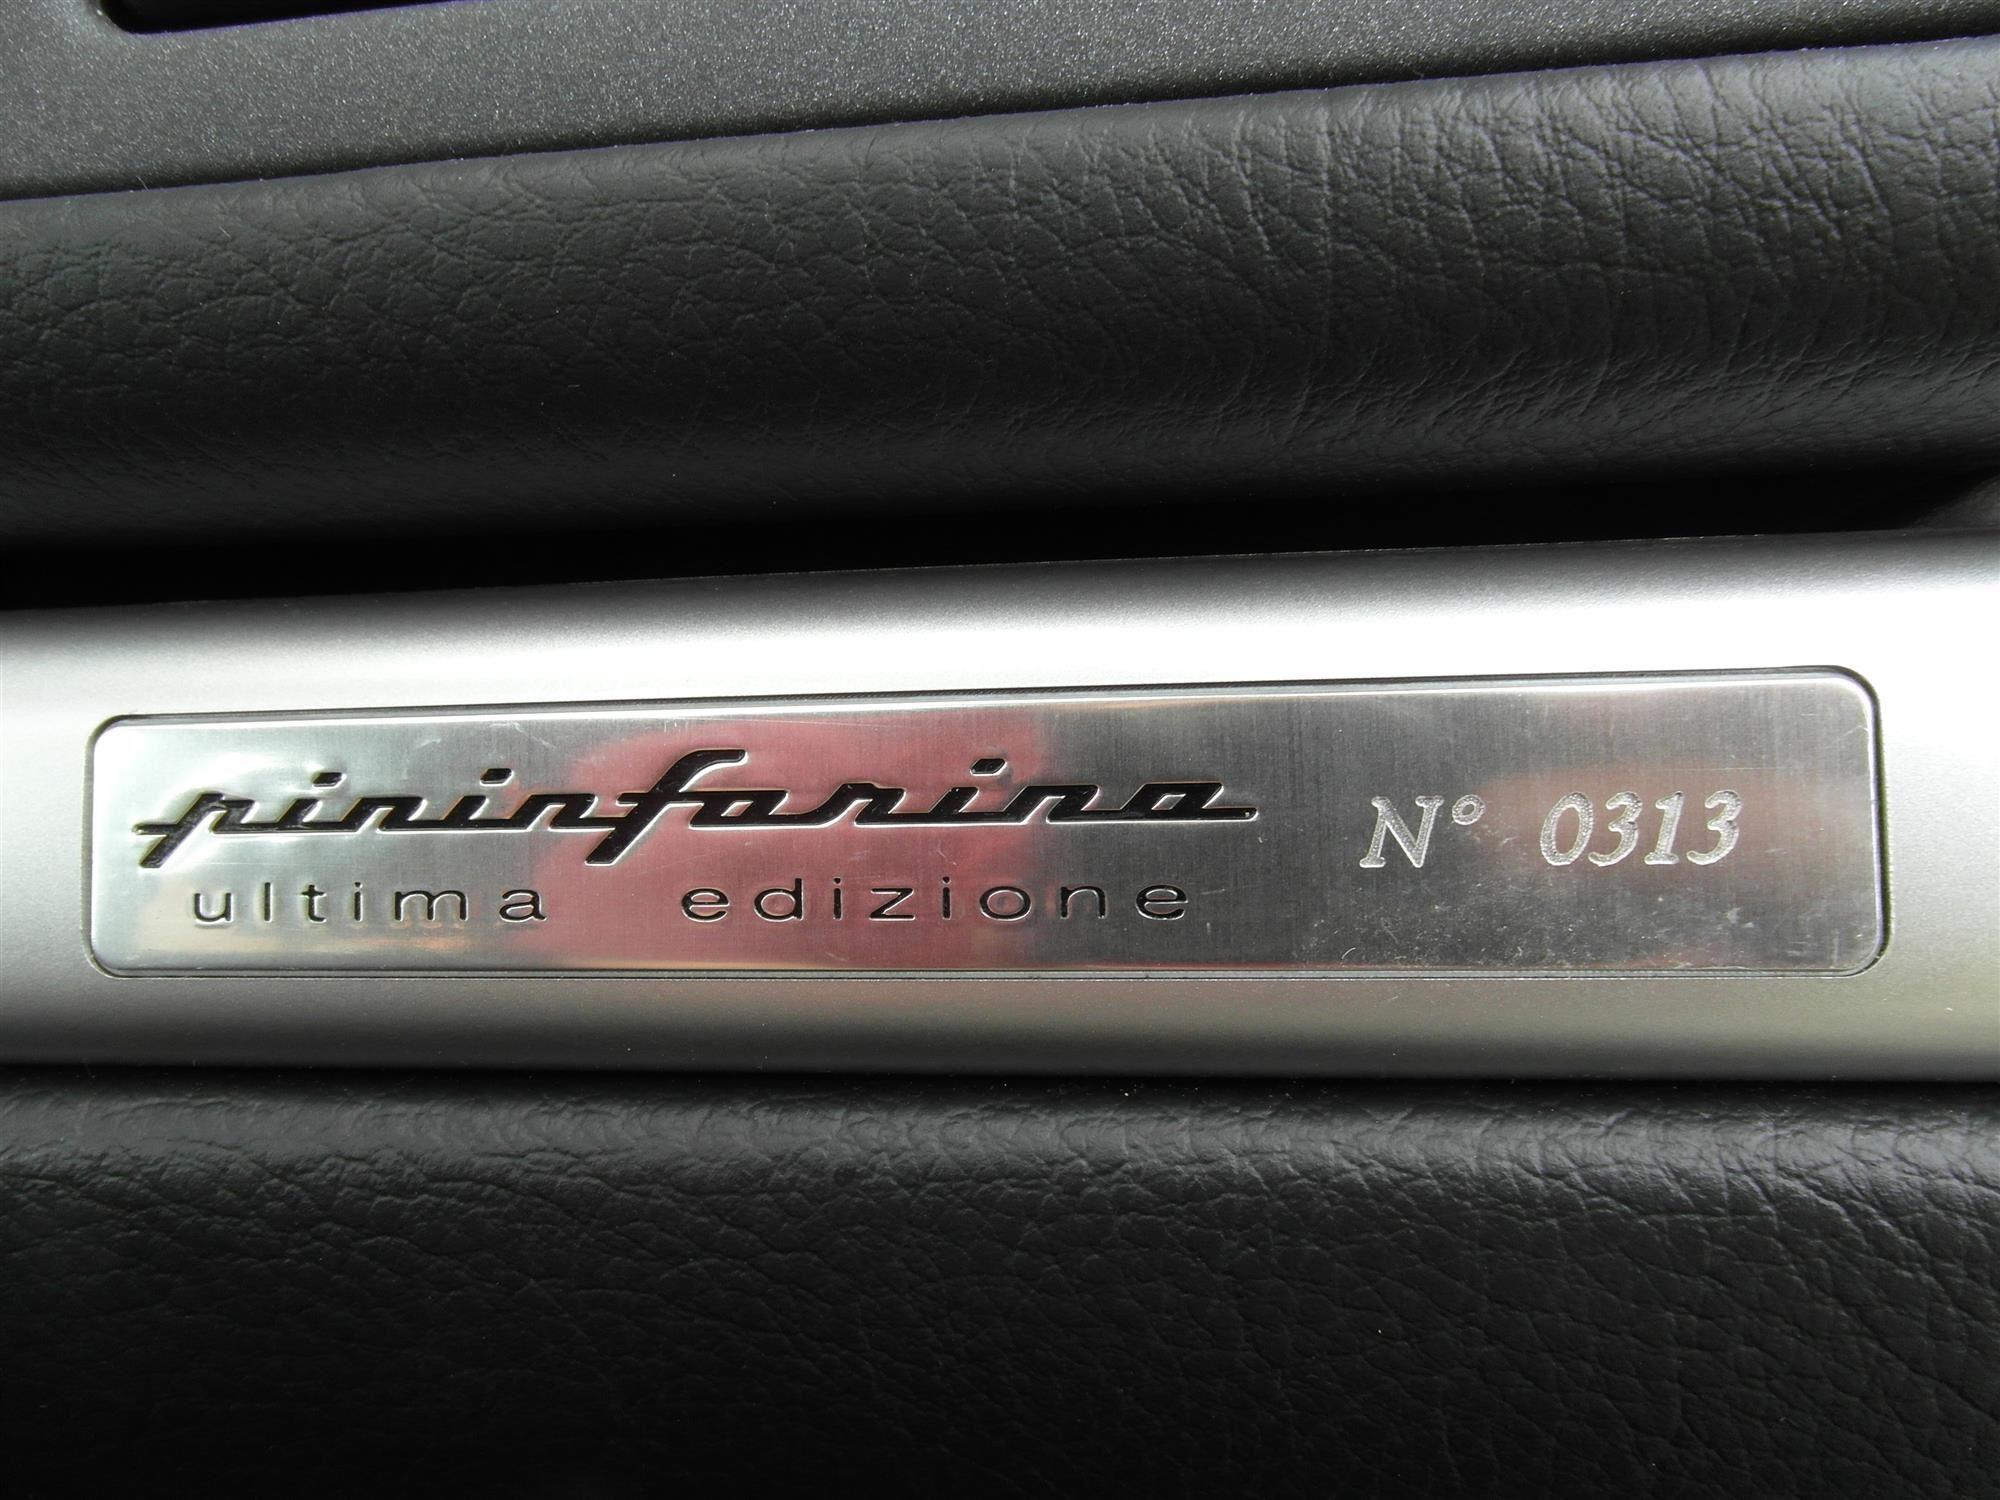 pininfarina
ultima edizione
N° 0313